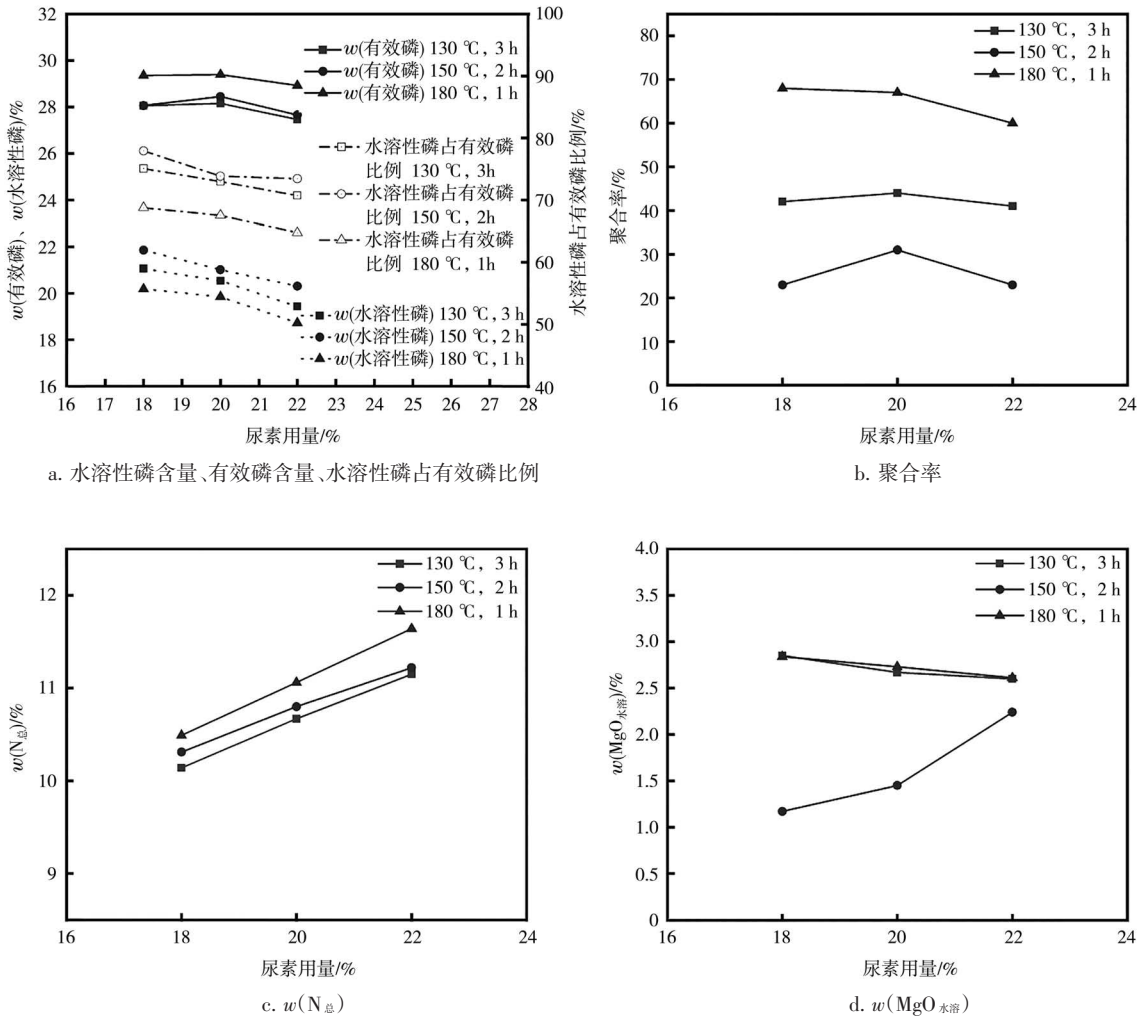 32
30
28
26
24
22
20
18
16
w(有效磷)、w(水溶性磷)/%
100
90
80
70
60
50
40
水溶性磷占有效磷比例/%
w(有效磷) 130 ℃, 3 h
w(有效磷) 150 ℃, 2 h
w(有效磷) 180 ℃, 1 h
水溶性磷占有效磷
比例 130 ℃, 3h
水溶性磷占有效磷
比例 150 ℃, 2h
水溶性磷占有效磷
比例 180 ℃, 1h
w(水溶性磷) 130 ℃, 3 h
w(水溶性磷) 150 ℃, 2 h
w(水溶性磷) 180 ℃, 1 h
16 17 18 19 20 21 22 23 24 25 26 27 28
尿素用量/%
a. 水溶性磷含量、有效磷含量、水溶性磷占有效磷比例
80
70
60
50
40
30
20
10
0
聚合率/%
130 ℃, 3 h
150 ℃, 2 h
180 ℃, 1 h
16 18 20 22 24
尿素用量/%
b. 聚合率
12
11
10
9
w(N总)/%
130 ℃, 3 h
150 ℃, 2 h
180 ℃, 1 h
16 18 20 22 24
尿素用量/%
c. w(N总)
4.0
3.5
3.0
2.5
2.0
1.5
1.0
0.5
0
w(MgO水溶)/%
130 ℃, 3 h
150 ℃, 2 h
180 ℃, 1 h
16 18 20 22 24
尿素用量/%
d. w(MgO水溶)